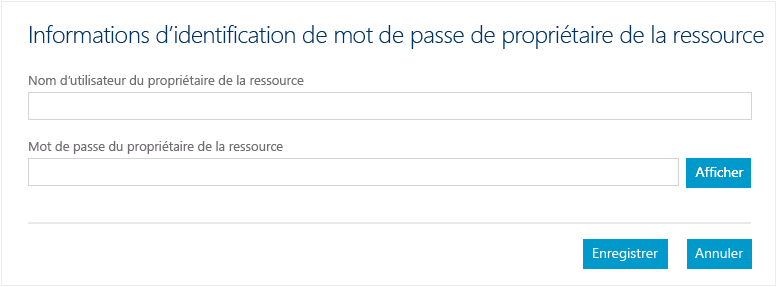 Informations d’identification de mot de passe de propriétaire de la ressource
Nom d’utilisateur du propriétaire de la ressource
Mot de passe du propriétaire de la ressource
Afficher
Enregistrer Annuler